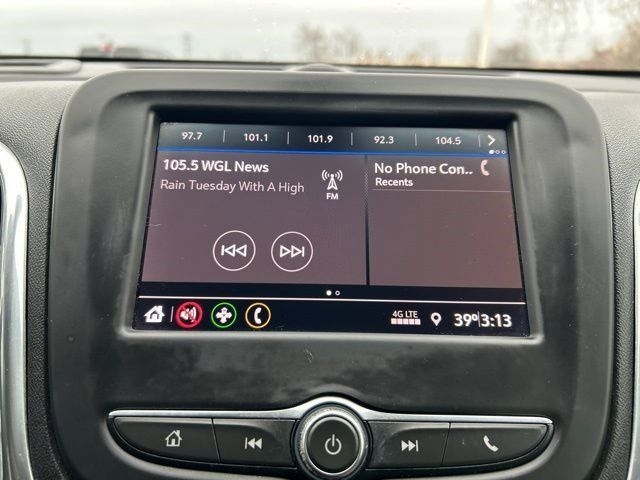 97.7 101.1 101.9 92.3 104.5
105.5 WGL News
Rain Tuesday With A High
FM
No Phone Con..
Recents
4G LTE
39° 3:13